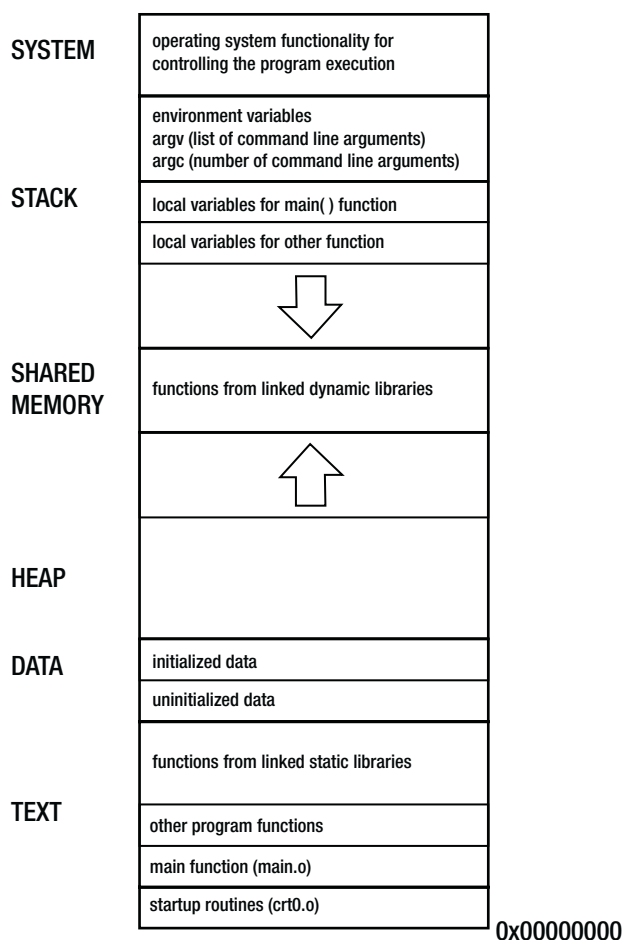 SYSTEM
operating system functionality for
controlling the program execution
environment variables
argv (list of command line arguments)
argc (number of command line arguments)
STACK
local variables for main( ) function
local variables for other function
SHARED
MEMORY
functions from linked dynamic libraries
HEAP
DATA
initialized data
uninitialized data
functions from linked static libraries
TEXT
other program functions
main function (main.o)
startup routines (crt0.o)
0x00000000